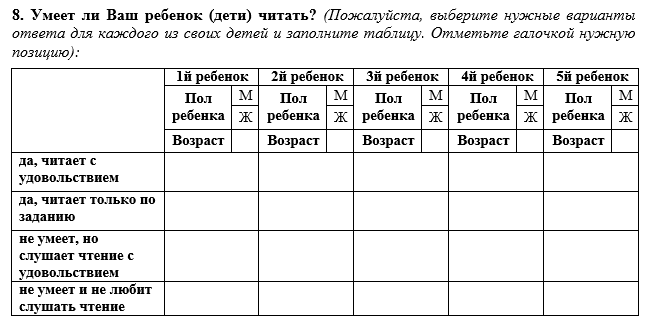 8. Умеет ли Ваш ребенок (дети) читать? (Пожалуйста, выберите нужные варианты
ответа для каждого из своих детей и заполните таблицу. Отметьте галочкой нужную
позицию):
1й ребенок 2й ребенок 3й ребенок 4й ребенок 5й ребенок
Пол ребенка М Ж Пол ребенка М Ж Пол ребенка М Ж Пол ребенка М Ж Пол ребенка М Ж
Возраст Возраст Возраст Возраст Возраст
да, читает с
удовольствием
да, читает только по
заданию
не умеет, но
слушает чтение с
удовольствием
не умеет и не любит
слушать чтение